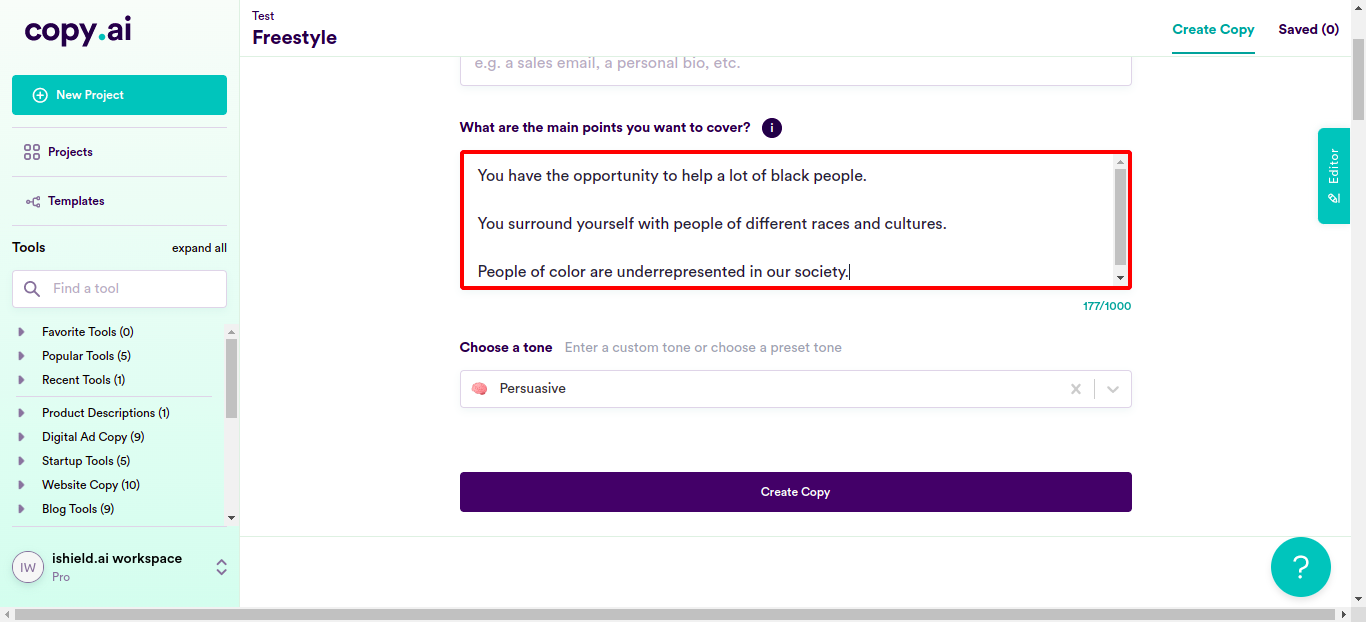 copy.ai
New Project
Projects
Templates
Tools
expand all
Find a tool
Favorite Tools (0)
Popular Tools (5)
Recent Tools (1)
Product Descriptions (1)
Digital Ad Copy (9)
Startup Tools (5)
Website Copy (10)
Blog Tools (9)
IW
ishield.ai workspace
Pro
Test
Freestyle
Create Copy
Saved (0)
e.g. a sales email, a personal bio, etc.
What are the main points you want to cover?
i
You have the opportunity to help a lot of black people.
You surround yourself with people of different races and cultures.
People of color are underrepresented in our society.
177/1000
Choose a tone
Enter a custom tone or choose a preset tone
Persuasive
Create Copy
Editor
?